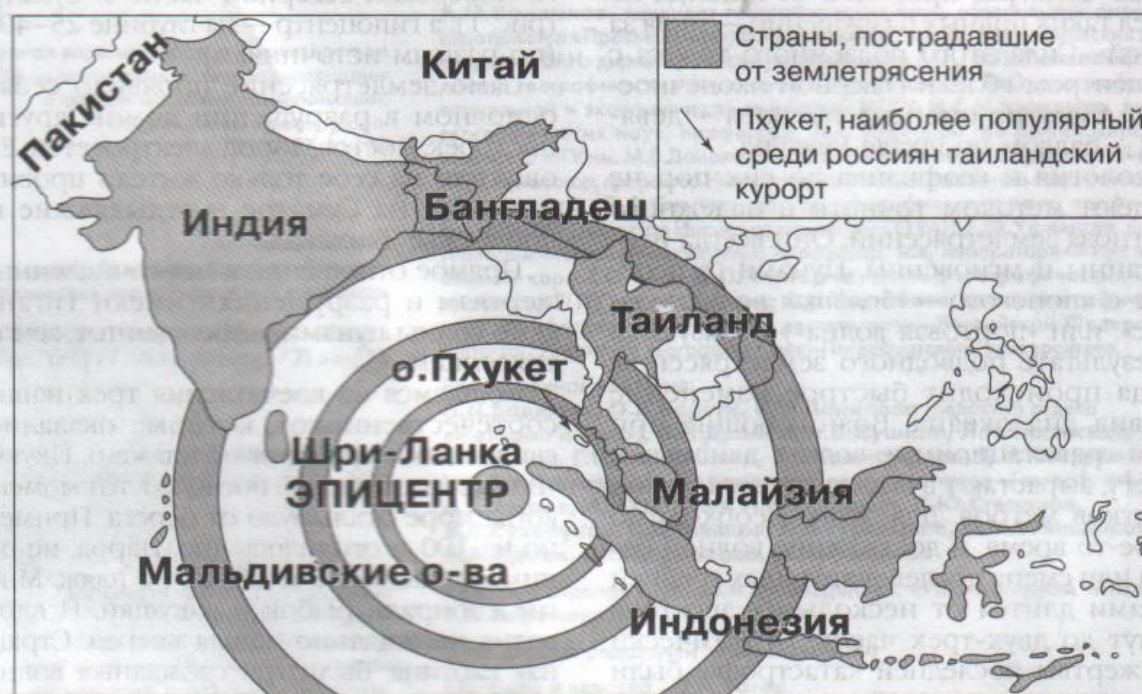 Пакистан
Китай
Индия
Бангладеш
Таиланд
о.Пхукет
Шри-Ланка
ЭПИЦЕНТР
Малайзия
Мальдивские о-ва
Индонезия
Страны, пострадавшие
от землетрясения
Пхукет, наиболее популярный
среди россиян таиландский
курорт